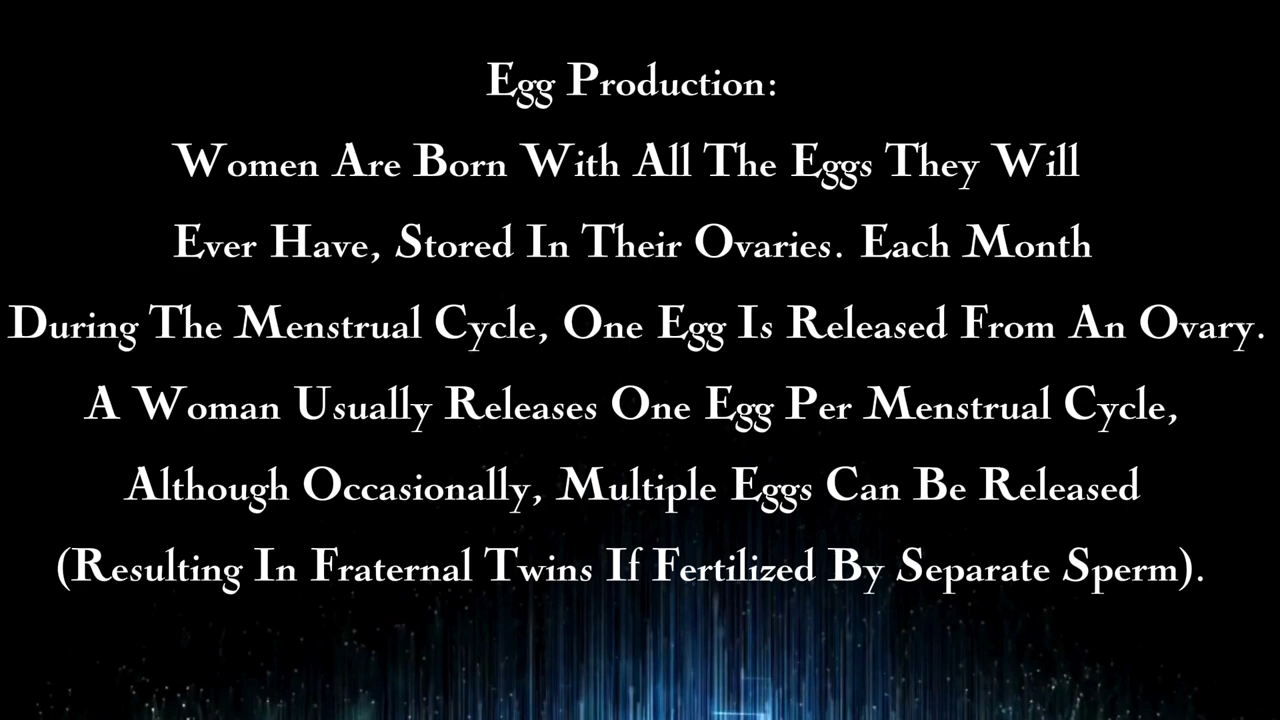 Egg Production:
Women Are Born With All The Eggs They Will
Ever Have, Stored In Their Ovaries. Each Month
During The Menstrual Cycle, One Egg Is Released From An Ovary.
A Woman Usually Releases One Egg Per Menstrual Cycle,
Although Occasionally, Multiple Eggs Can Be Released
(Resulting In Fraternal Twins If Fertilized By Separate Sperm).